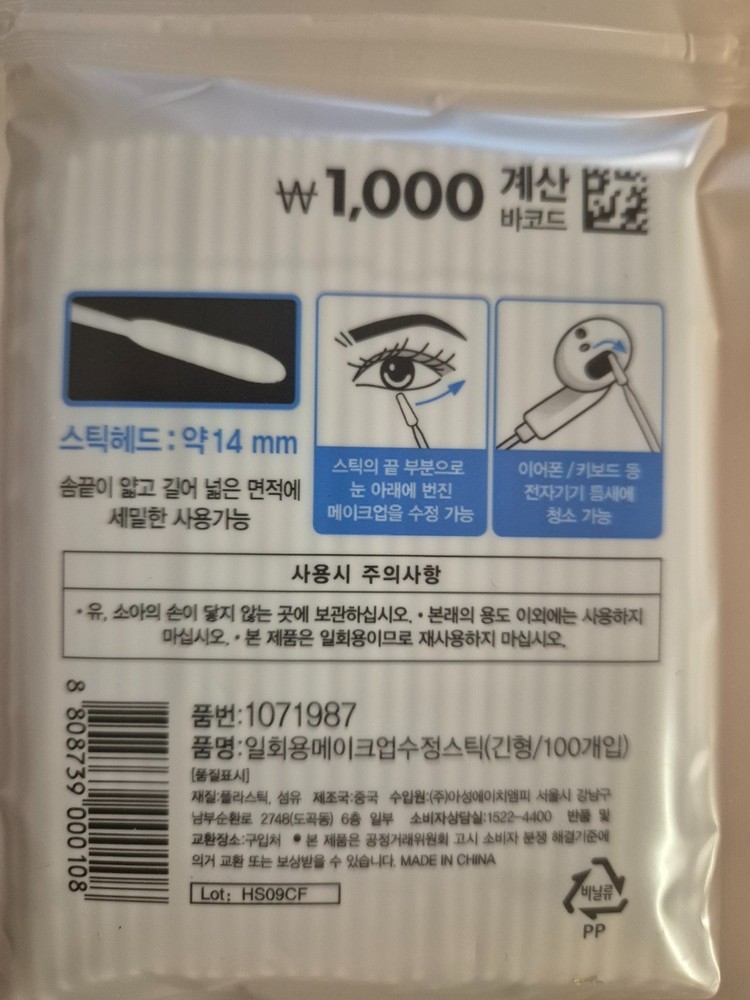 ₩1,000 계산
바코드
스틱헤드 : 약 14 mm
솜끝이 얇고 길어 넓은 면적에
세밀한 사용가능
스틱의 끝 부분으로
눈 아래에 번진
메이크업을 수정 가능
이어폰 / 키보드 등
전자기기 틈새에
청소 가능
사용시 주의사항
• 유, 소아의 손이 닿지 않는 곳에 보관하십시오. • 본래의 용도 이외에는 사용하지
마십시오. • 본 제품은 일회용이므로 재사용하지 마십시오.
8 808739 000108
품번:1071987
품명:일회용메이크업수정스틱(긴형/100개입)
[품질표시]
재질:플라스틱, 섬유 제조국:중국 수입원:(주)아성에이치엠피 서울시 강남구
남부순환로 2748(도곡동) 6층 일부 소비자상담실:1522-4400 반품 및
교환장소:구입처 ● 본 제품은 공정거래위원회 고시 소비자 분쟁 해결기준에
의거 교환 또는 보상받을 수 있습니다. MADE IN CHINA
Lot: HS09CF
비닐류
PP